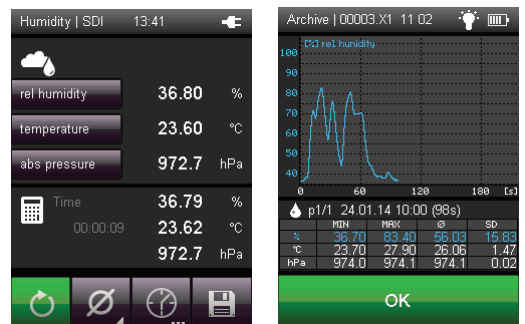 Humidity | SDI 13:41
rel humidity 36.80 %
temperature 23.60 °C
abs pressure 972.7 hPa
Time 36.79 %
00:00:09 23.62 °C
972.7 hPa
Archive | 00003.X1 11 02
[%] rel hunidity
100
90
80
70
60
50
40
0 60 120 180 [s]
p1/1 24.01.14 10:00 (98s)
MIN MAX Ø SD
% 36.70 83.40 56.03 15.83
°C 23.70 27.90 26.06 1.47
hPa 974.0 974.1 974.1 0.02
OK